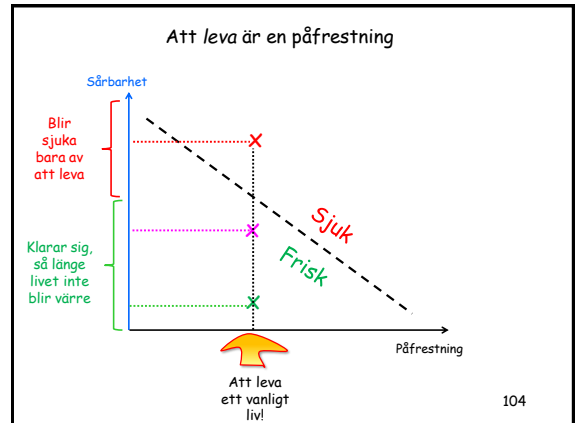 Att leva är en påfrestning
Sårbarhet
Blir
sjuka
bara av
att leva
Klarar sig,
så länge
livet inte
blir värre
Sjuk
Frisk
Påfrestning
Att leva
ett vanligt
liv!
104